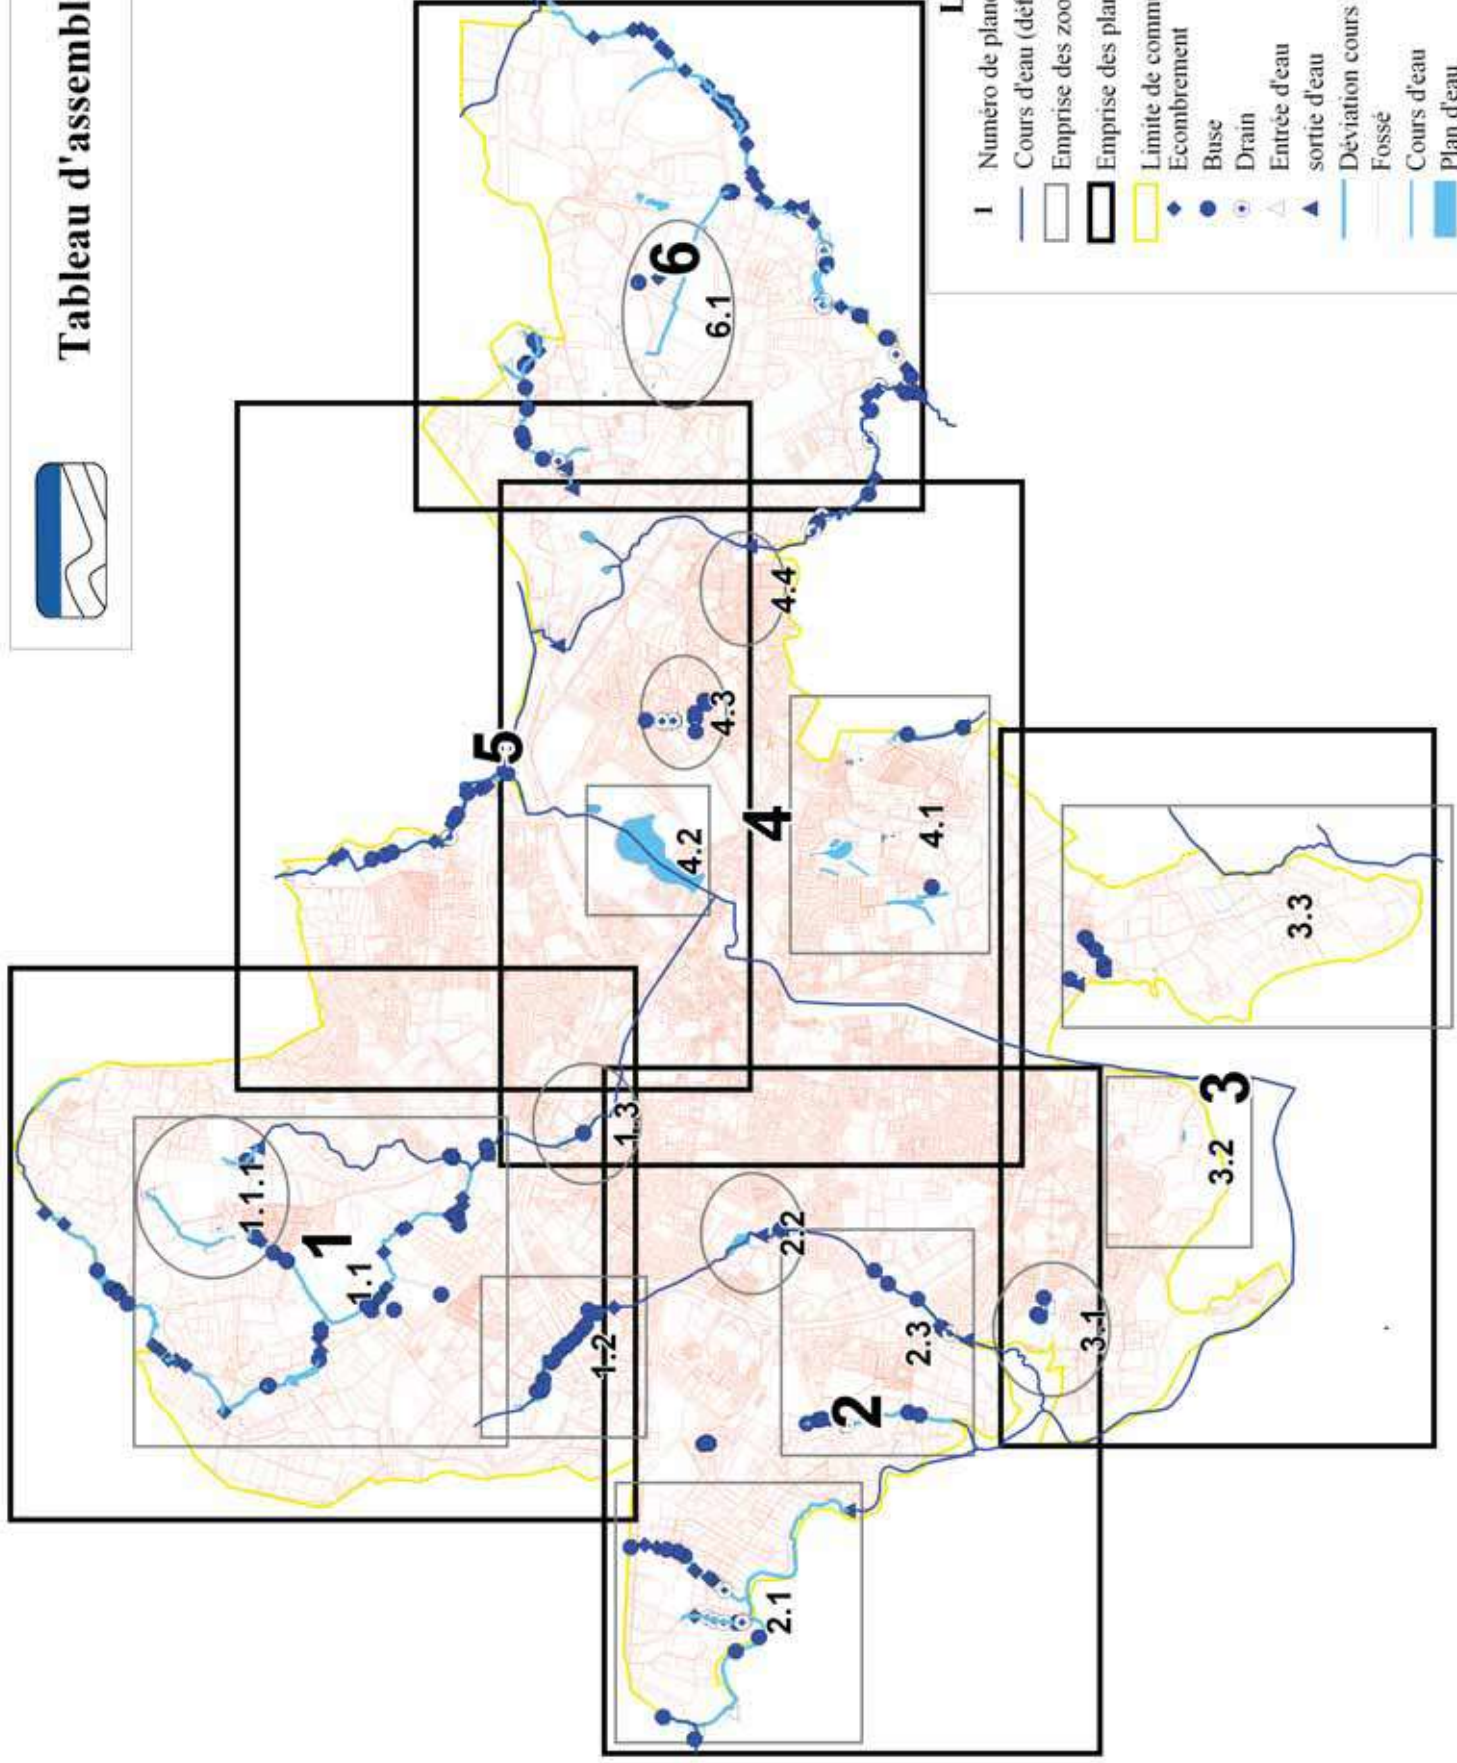 Tableau d'assembl
1 Numéro de planc
Cours d'eau (déf
Emprise des zoo
Emprise des plan
Limite de comm
Ecombrement
Buse
Drain
Entrée d'eau
sortie d'eau
Déviation cours
Fossé
Cours d'eau
Plan d'eau
1
1.1
1.1.1
1.2
1.3
2
2.1
2.2
2.3
3
3.1
3.2
3.3
4
4.1
4.2
4.3
4.4
5
6
6.1